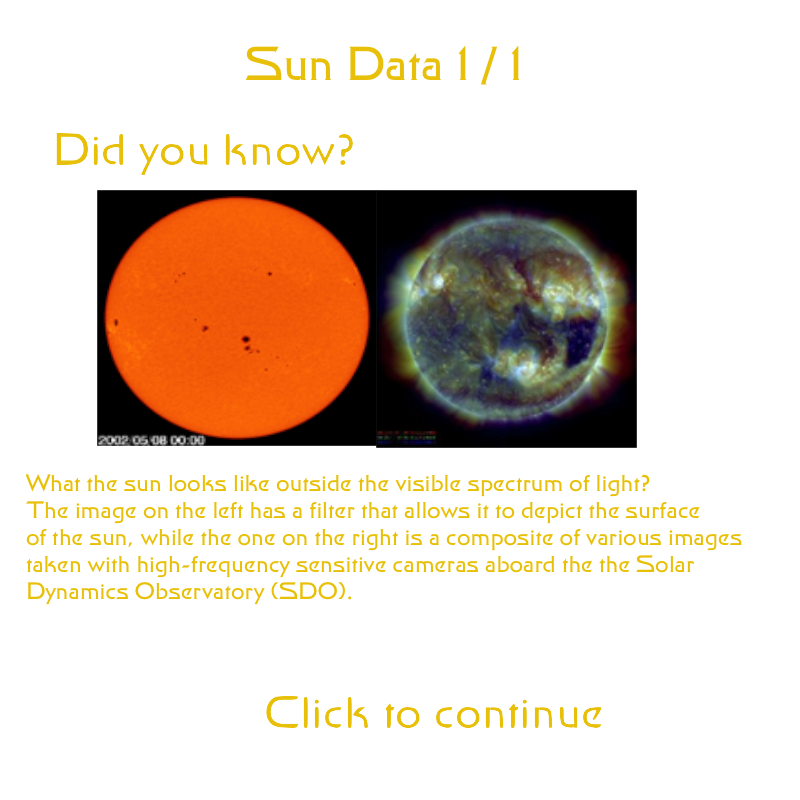 Sun Data 1/1
Did you know?
2002/05/08 00:00
What the sun looks like outside the visible spectrum of light?
The image on the left has a filter that allows it to depict the surface
of the sun, while the one on the right is a composite of various images
taken with high-frequency sensitive cameras aboard the the Solar
Dynamics Observatory (SDO).
Click to continue